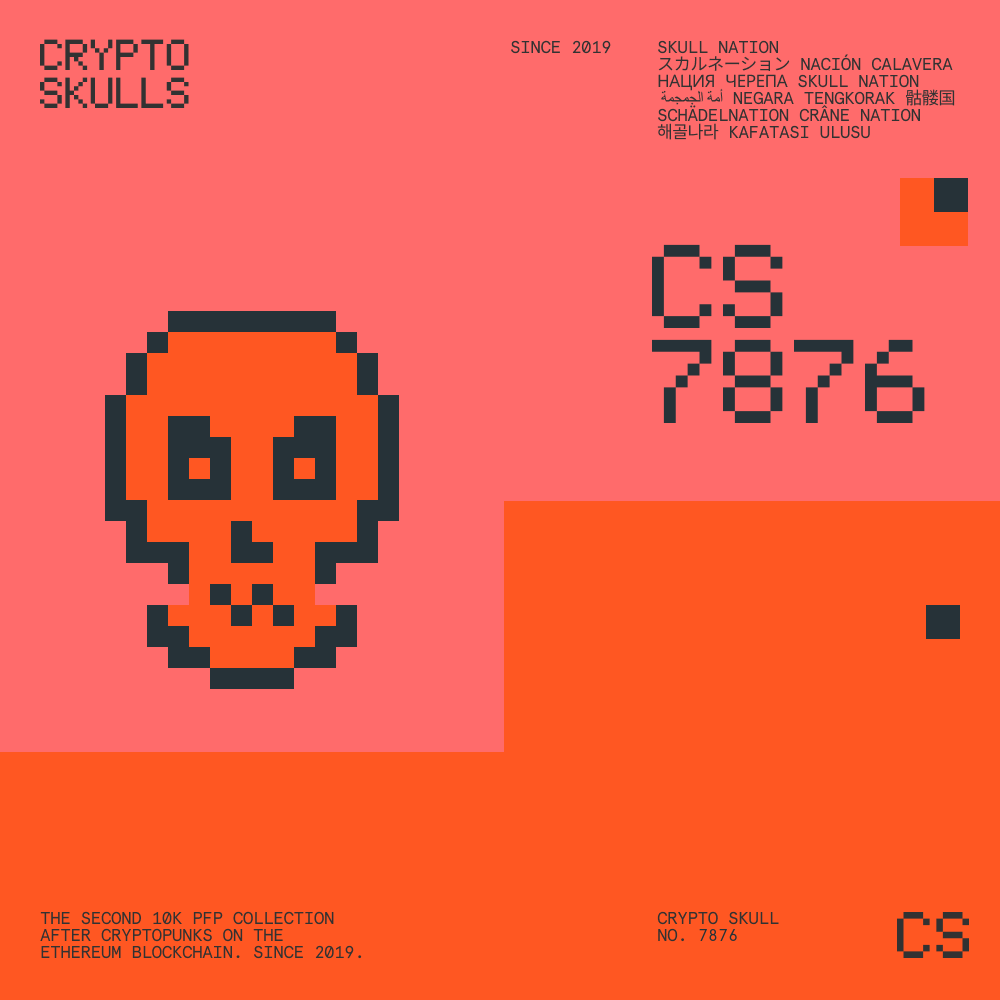 CRYPTO
SKULLS
SINCE 2019
SKULL NATION
スカルネーション NACIÓN CALAVERA
НАЦИЯ ЧЕРЕПА SKULL NATION
أمة الجمجمة NEGARA TENGKORAK 骷髅国
SCHÄDELNATION CRÂNE NATION
해골나라 KAFATASI ULUSU
CS
7876
THE SECOND 10K PFP COLLECTION
AFTER CRYPTOPUNKS ON THE
ETHEREUM BLOCKCHAIN. SINCE 2019.
CRYPTO SKULL
NO. 7876
CS